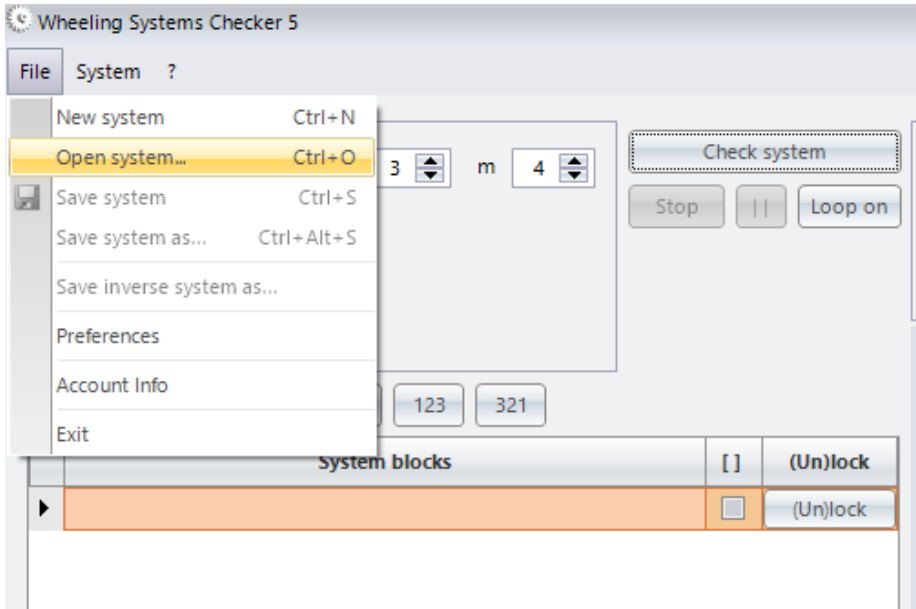 Wheeling Systems Checker 5
File System ?
New system Ctrl+N
Open system... Ctrl+O
Save system Ctrl+S
Save system as... Ctrl+Alt+S
Save inverse system as...
Preferences
Account Info
Exit
3 m 4
Check system
Stop || Loop on
123 321
System blocks [ ] (Un)lock
(Un)lock